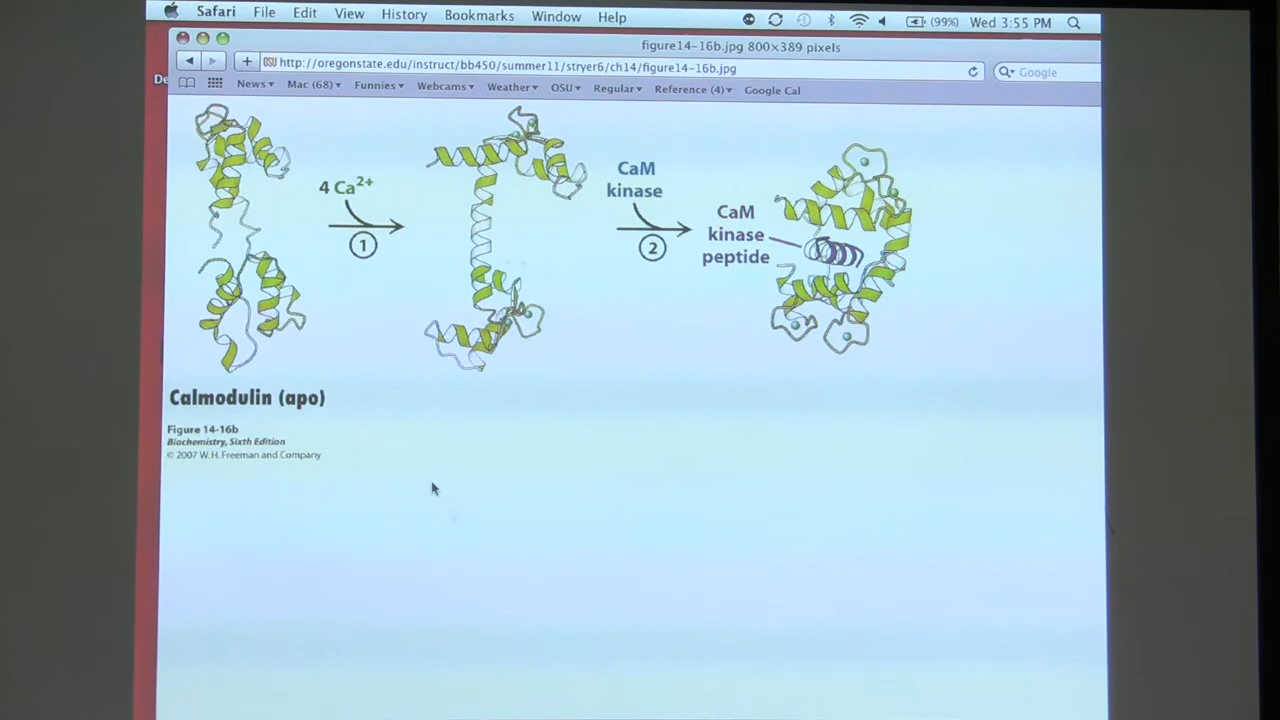 Safari File Edit View History Bookmarks Window Help (99%) Wed 3:55 PM
figure14-16b.jpg 800×389 pixels
De
OSU http://oregonstate.edu/instruct/bb450/summer11/stryer6/ch14/figure14-16b.jpg
Google
News Mac (68) Funnies Webcams Weather OSU Regular Reference (4) Google Cal
4 Ca2+
1
CaM
kinase
2
CaM
kinase
peptide
Calmodulin (apo)
Figure 14-16b
Biochemistry, Sixth Edition
© 2007 W. H. Freeman and Company